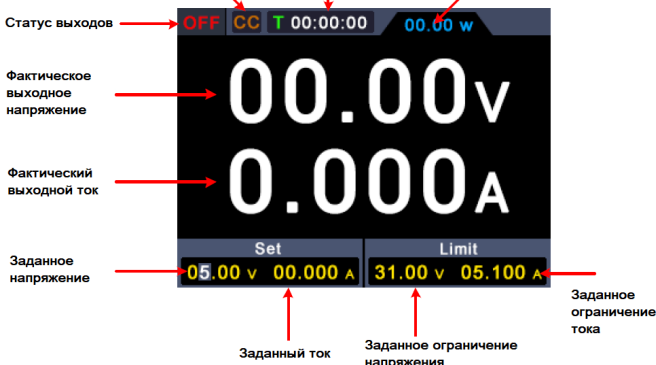 Статус выходов
OFF CC T 00:00:00 00.00 W
Фактическое
выходное
напряжение
00.00V
Фактический
выходной ток
0.000A
Set
Limit
Заданное
напряжение
05.00 V 00.000 A
31.00 V 05.100 A
Заданное
ограничение
тока
Заданный ток
Заданное ограничение
напряжения